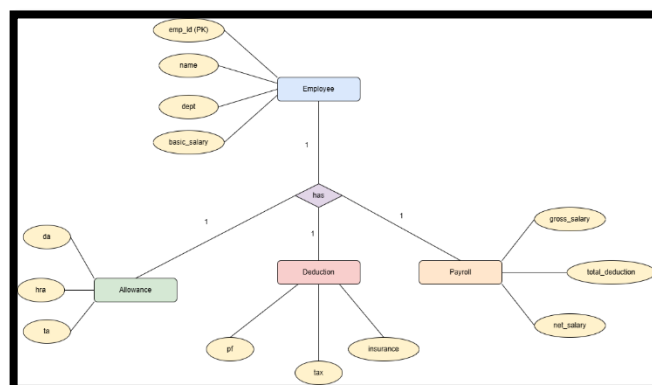 emp_id (PK)
name
Employee
dept
basic_salary
1
has
1
1
1
gross_salary
da
total_deduction
Deduction
Payroll
hra
Allowance
ta
net_salary
pf
insurance
tax